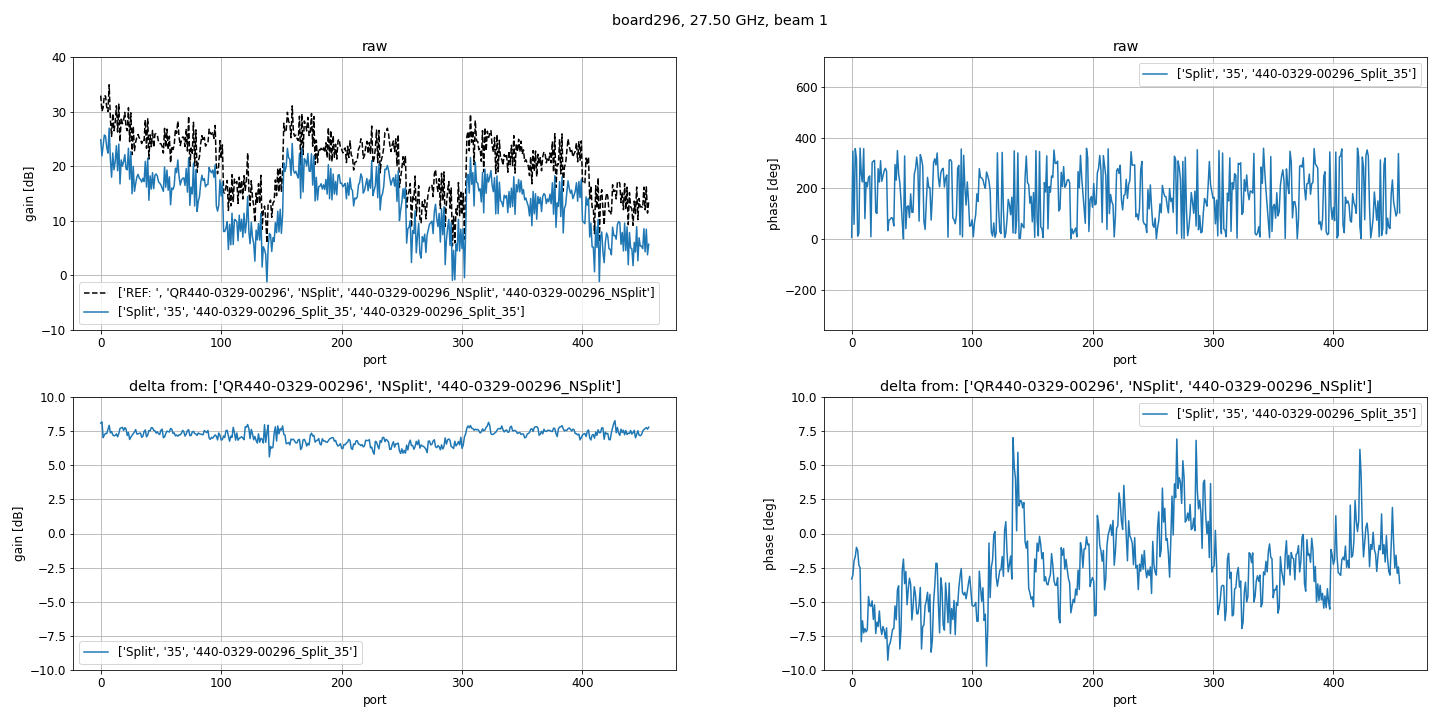 board296, 27.50 GHz, beam 1
raw
40
30
20
10
0
−10
gain [dB]
['REF: ', 'QR440-0329-00296', 'NSplit', '440-0329-00296_NSplit', '440-0329-00296_NSplit']
['Split', '35', '440-0329-00296_Split_35', '440-0329-00296_Split_35']
0 100 200 300 400
port
raw
['Split', '35', '440-0329-00296_Split_35']
600
400
200
0
−200
phase [deg]
0 100 200 300 400
port
delta from: ['QR440-0329-00296', 'NSplit', '440-0329-00296_NSplit']
10.0
7.5
5.0
2.5
0.0
−2.5
−5.0
−7.5
−10.0
gain [dB]
['Split', '35', '440-0329-00296_Split_35']
0 100 200 300 400
port
delta from: ['QR440-0329-00296', 'NSplit', '440-0329-00296_NSplit']
['Split', '35', '440-0329-00296_Split_35']
10.0
7.5
5.0
2.5
0.0
−2.5
−5.0
−7.5
−10.0
phase [deg]
0 100 200 300 400
port